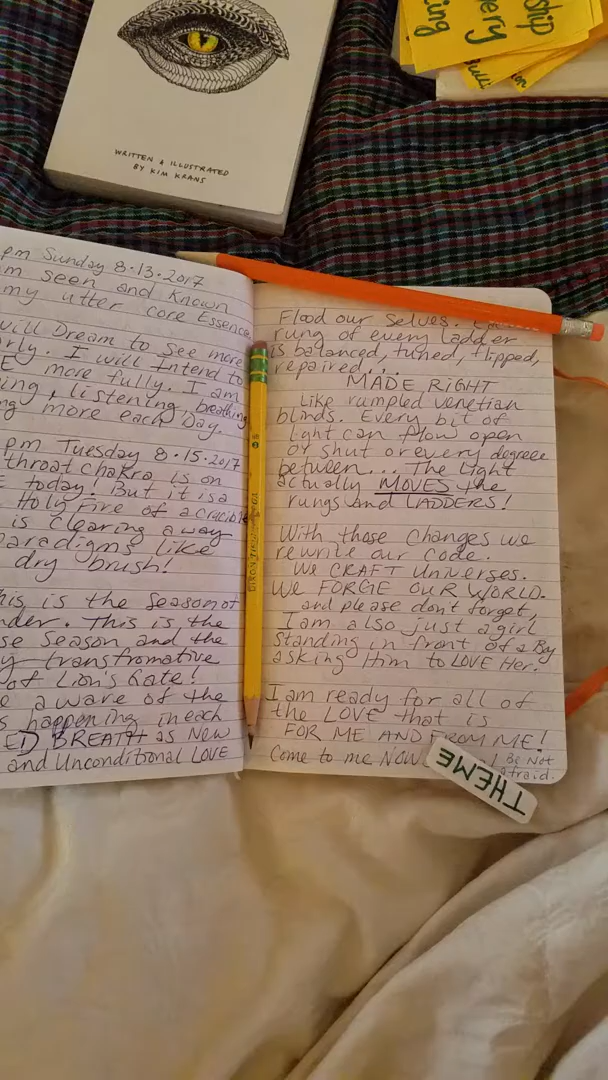 WRITTEN & ILLUSTRATED
BY KIM KRANS
ship
ery
ing
pm Sunday 8.13.2017
m seen and Known
my utter core Essence
will Dream to See more
rly. I will Intend to
E more fully. I am
ing, listening, breathing
ng more each Day.
pm Tuesday 8.15.2017
throat chakra is on
E today! But it is a
Holy Fire of a crucible
is clearing away
paradigms like
dry brush!
his is the Season of
nder. This is the
se Season and the
y transfromative
of Lion's Gate!
e aware of the
s happening in each
ED BREATH as New
and Unconditional LOVE
Flood our selves.
rung of every ladder
is balanced, tuned, flipped,
repaired...
MADE RIGHT
Like rumpled venetian
blinds. Every bit of
light can flow open
or shut or every degree
between... The Light
actually MOVES the
rungs and LADDERS!
With those changes we
rewrite our code.
We CRAFT Universes.
WE FORGE OUR WORLD.
and please don't forget,
I am also just a girl
Standing in front of a Boy
asking Him to LOVE Her.
I am ready for all of
the LOVE that is
FOR ME AND FROM ME!
Come to me NOW
Be Not
afraid.
THEME